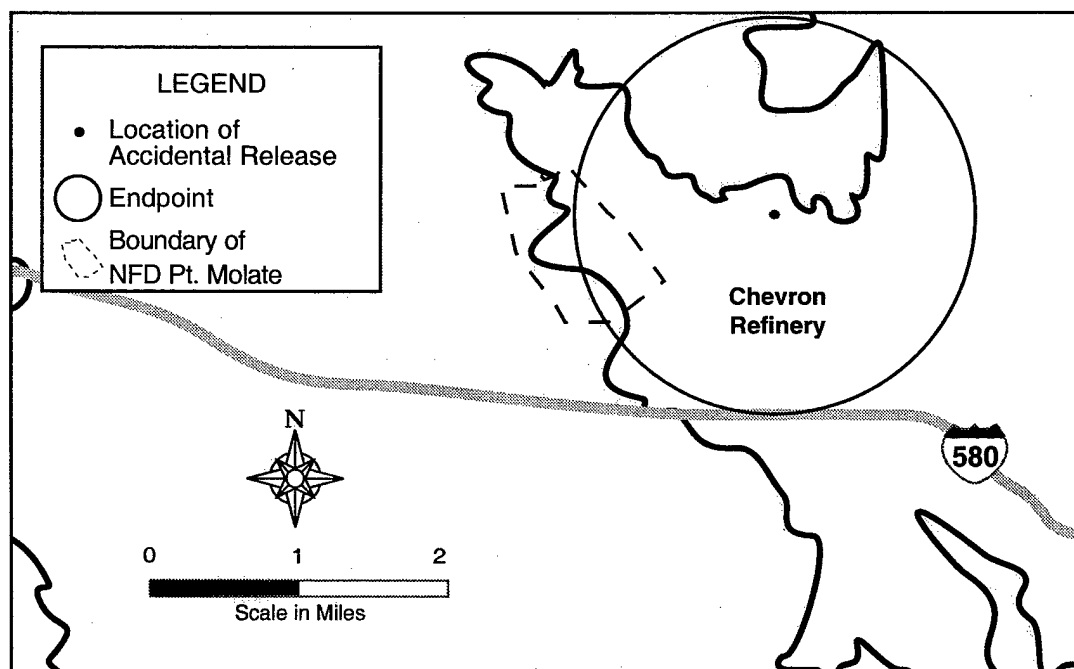 LEGEND
Location of
Accidental Release
Endpoint
Boundary of
NFD Pt. Molate
Chevron
Refinery
580
N
0 1 2
Scale in Miles